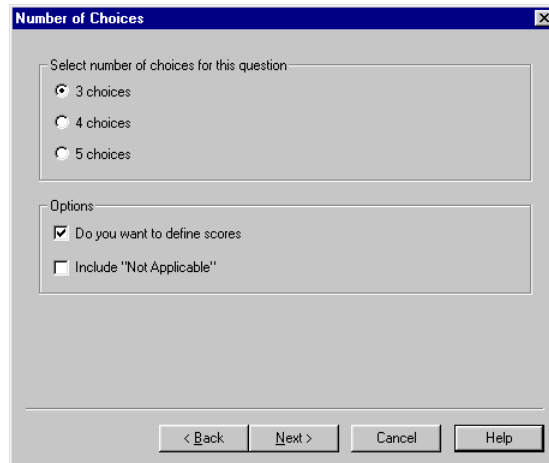 Number of Choices
Select number of choices for this question
3 choices
4 choices
5 choices
Options
Do you want to define scores
Include "Not Applicable"
< Back Next > Cancel Help